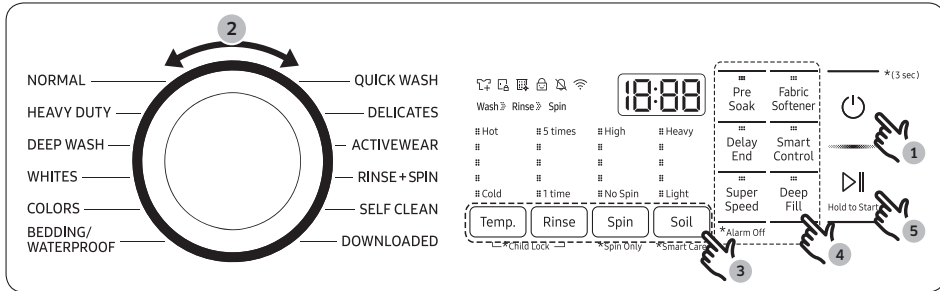 2
NORMAL
HEAVY DUTY
DEEP WASH
WHITES
COLORS
BEDDING/
WATERPROOF
QUICK WASH
DELICATES
ACTIVEWEAR
RINSE+SPIN
SELF CLEAN
DOWNLOADED
18:88
Wash Rinse Spin
Hot 5 times High Heavy
Cold 1 time No Spin Light
Temp. Rinse Spin Soil
*Child Lock *Spin Only *Smart Care
3
Pre
Soak
Fabric
Softener
Delay
End
Smart
Control
Super
Speed
Deep
Fill
*Alarm Off
4
*(3 sec)
1
Hold to Start
5